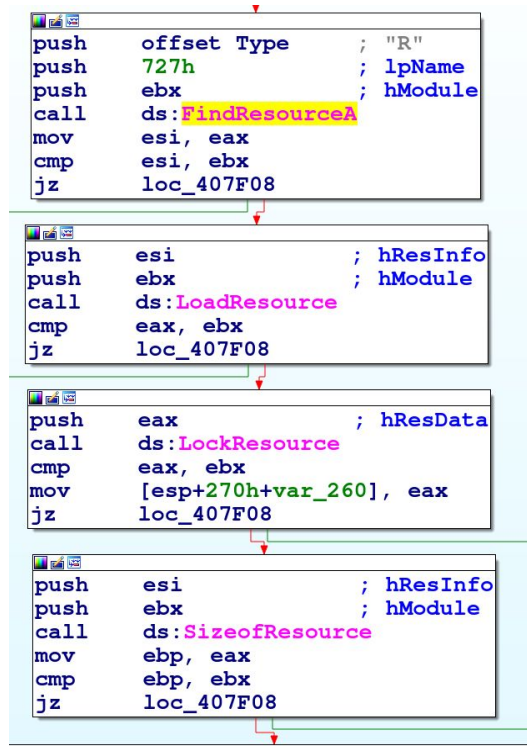 push offset Type ; "R"
push 727h ; lpName
push ebx ; hModule
call ds:FindResourceA
mov esi, eax
cmp esi, ebx
jz loc_407F08
push esi ; hResInfo
push ebx ; hModule
call ds:LoadResource
cmp eax, ebx
jz loc_407F08
push eax ; hResData
call ds:LockResource
cmp eax, ebx
mov [esp+270h+var_260], eax
jz loc_407F08
push esi ; hResInfo
push ebx ; hModule
call ds:SizeofResource
mov ebp, eax
cmp ebp, ebx
jz loc_407F08